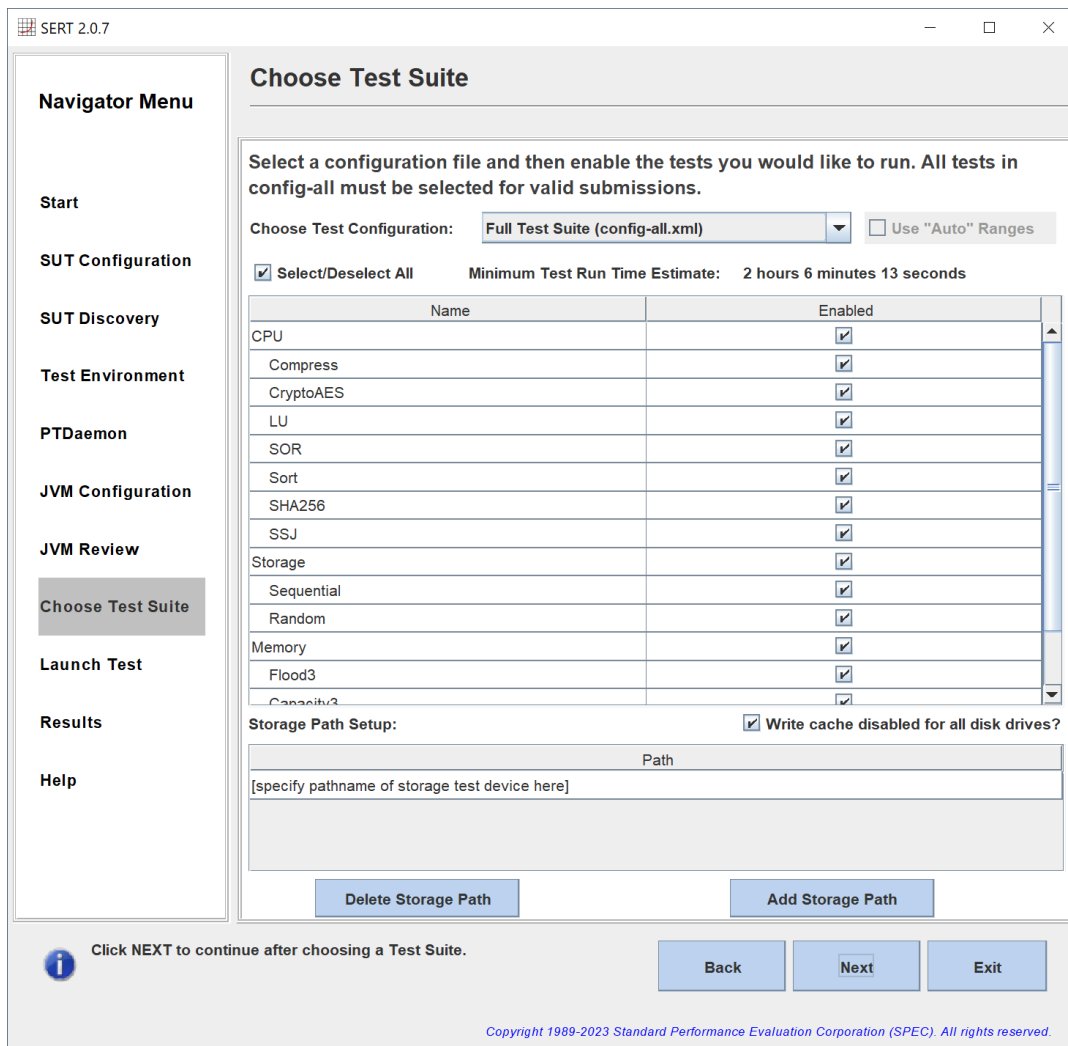 SERT 2.0.7
Navigator Menu
Start
SUT Configuration
SUT Discovery
Test Environment
PTDaemon
JVM Configuration
JVM Review
Choose Test Suite
Launch Test
Results
Help
Choose Test Suite
Select a configuration file and then enable the tests you would like to run. All tests in
config-all must be selected for valid submissions.
Choose Test Configuration: Full Test Suite (config-all.xml) Use "Auto" Ranges
Select/Deselect All Minimum Test Run Time Estimate: 2 hours 6 minutes 13 seconds
Name Enabled
CPU
Compress
CryptoAES
LU
SOR
Sort
SHA256
SSJ
Storage
Sequential
Random
Memory
Flood3
Capacity3
Storage Path Setup: Write cache disabled for all disk drives?
Path
[specify pathname of storage test device here]
Delete Storage Path Add Storage Path
Click NEXT to continue after choosing a Test Suite.
Back Next Exit
Copyright 1989-2023 Standard Performance Evaluation Corporation (SPEC). All rights reserved.